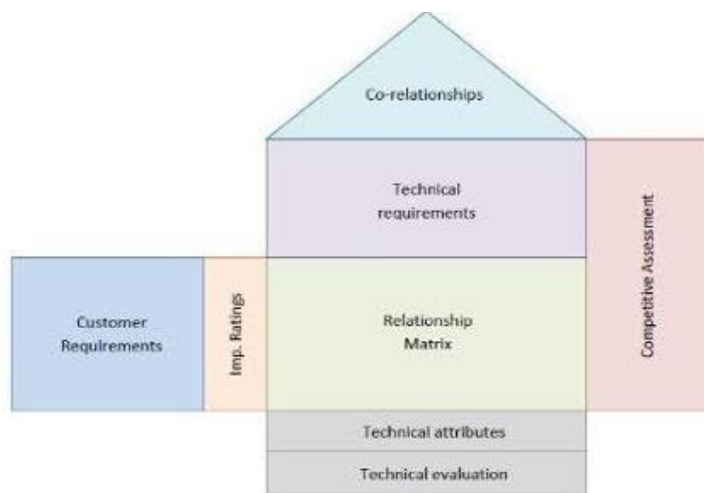 Co-relationships
Technical
requirements
Customer
Requirements
Imp. Ratings
Relationship
Matrix
Competitive Assessment
Technical attributes
Technical evaluation